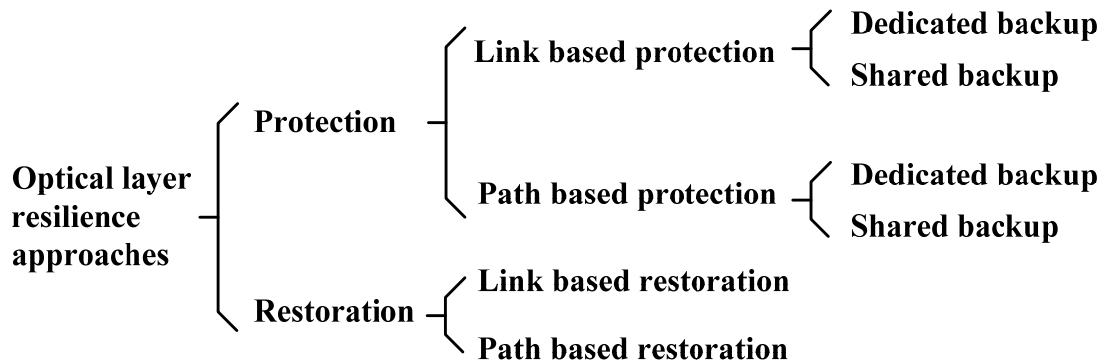 Optical layer
resilience
approaches
Protection
Link based protection
Dedicated backup
Shared backup
Path based protection
Dedicated backup
Shared backup
Restoration
Link based restoration
Path based restoration